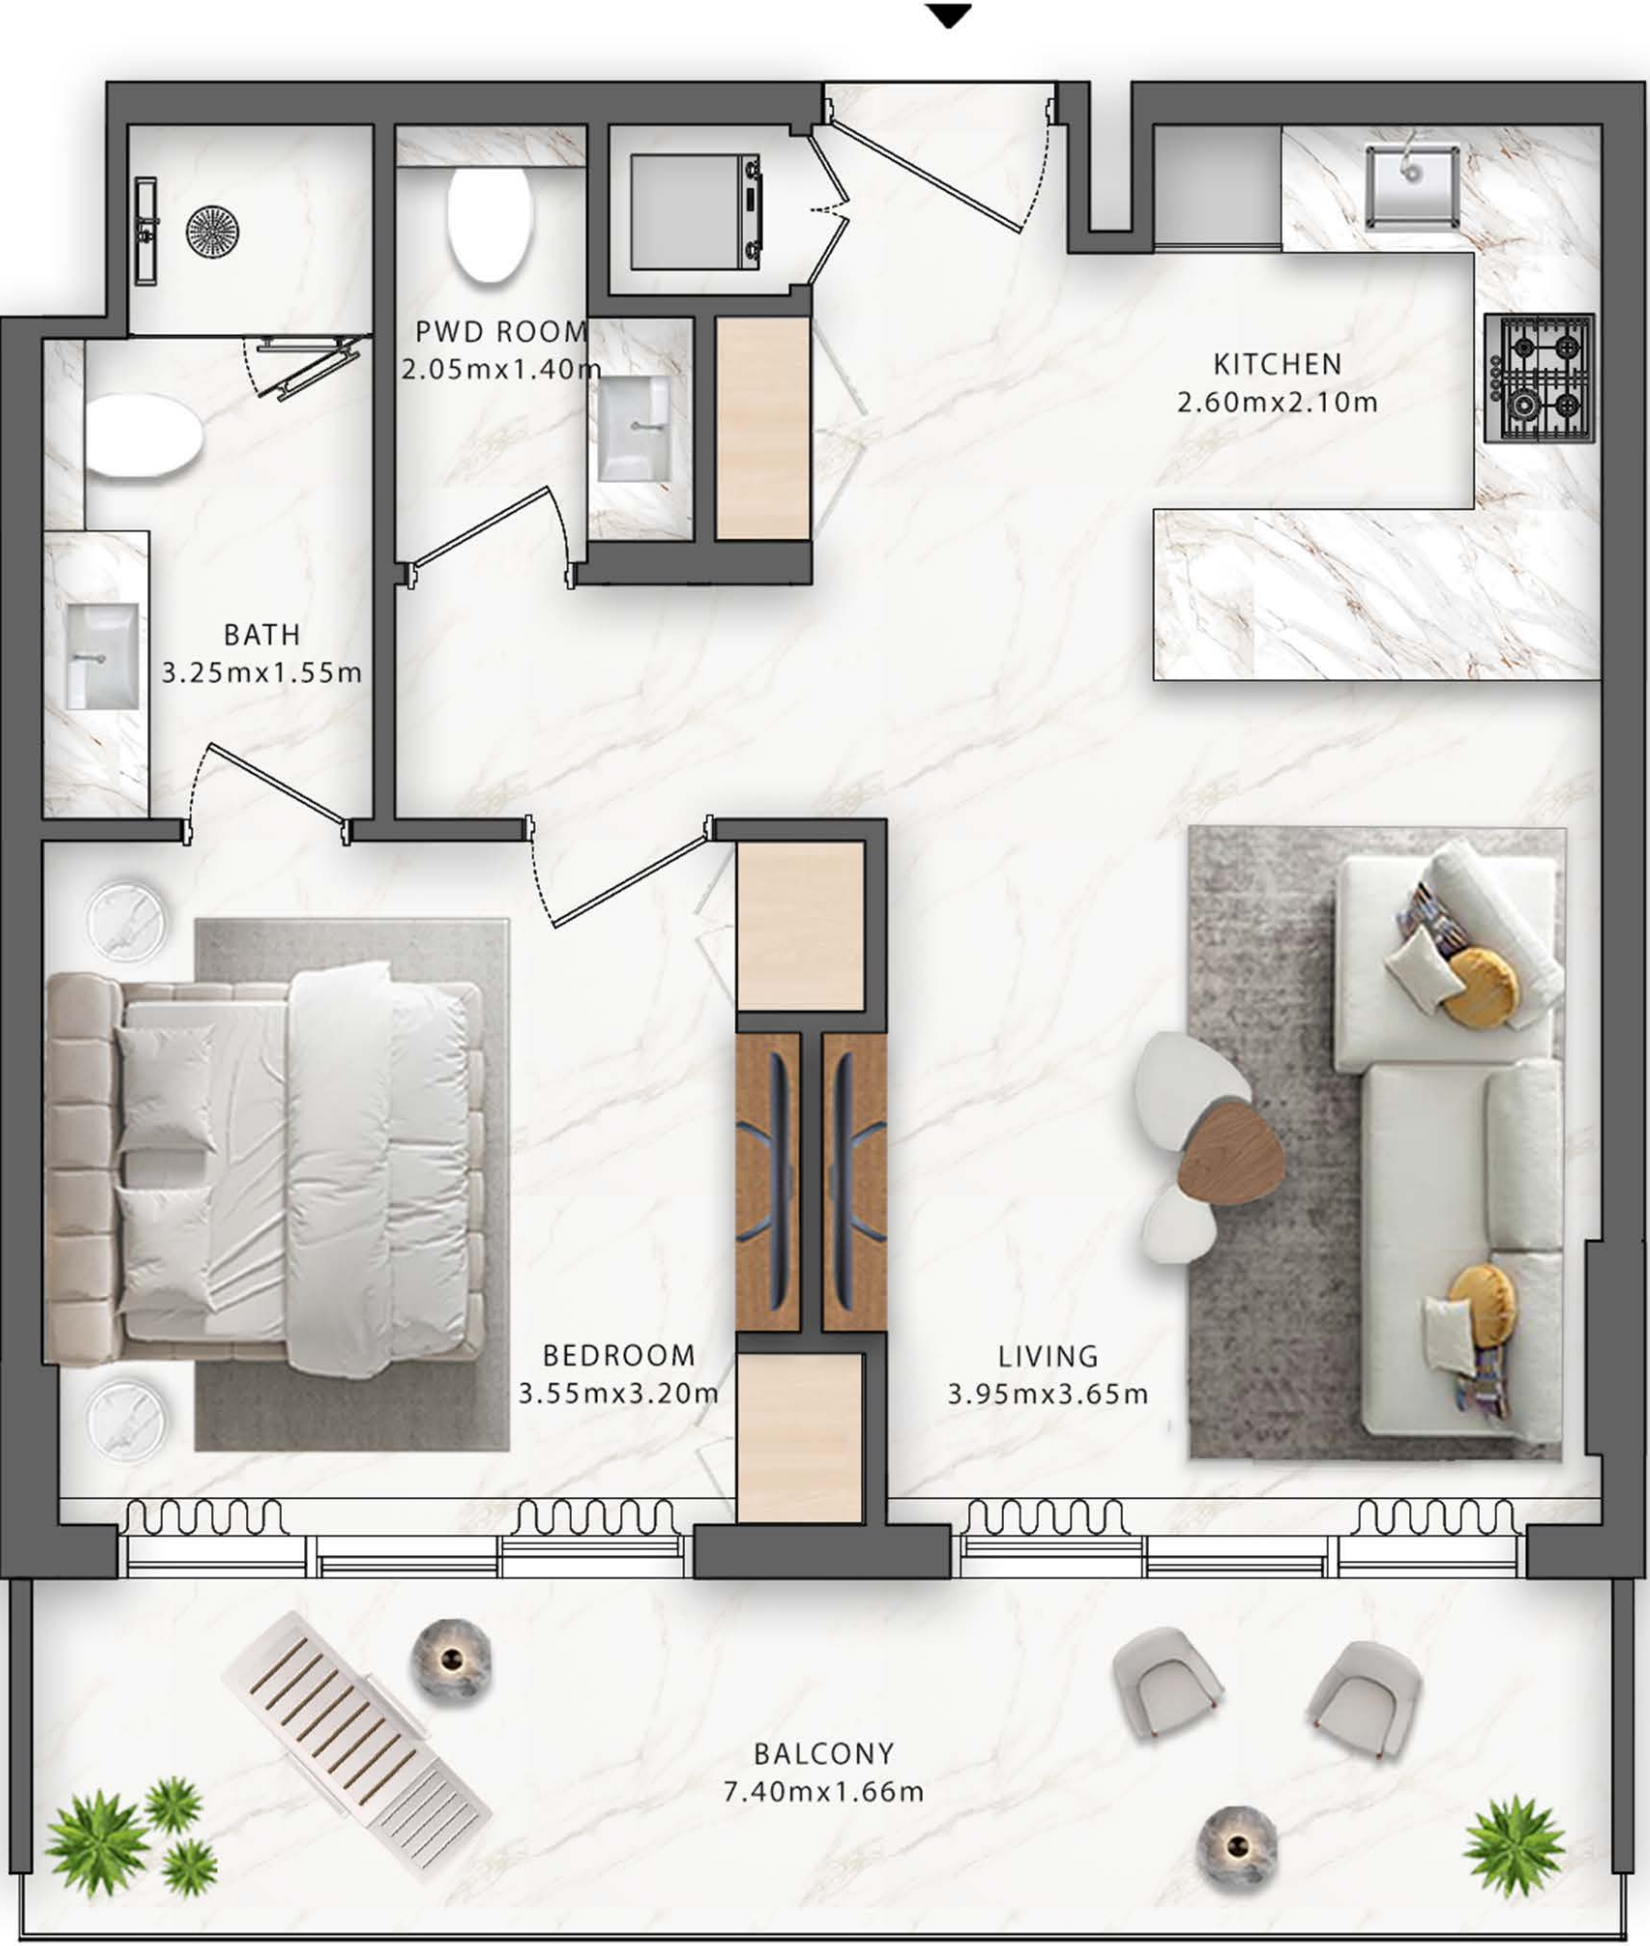 PWD ROOM
2.05mx1.40m
KITCHEN
2.60mx2.10m
BATH
3.25mx1.55m
BEDROOM
3.55mx3.20m
LIVING
3.95mx3.65m
BALCONY
7.40mx1.66m